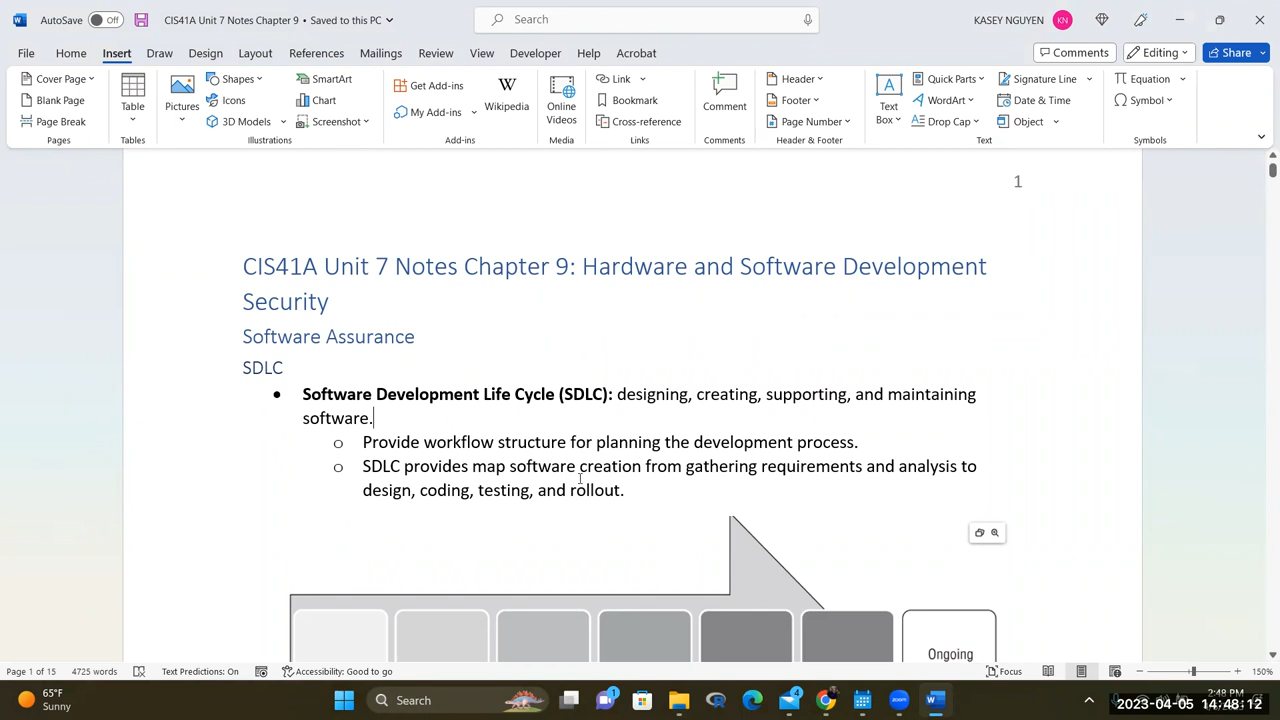 AutoSave Off CIS41A Unit 7 Notes Chapter 9 • Saved to this PC Search KASEY NGUYEN KN
File Home Insert Draw Design Layout References Mailings Review View Developer Help Acrobat Comments Editing Share
Cover Page Blank Page Page Break Pages
Table Tables
Pictures Shapes Icons 3D Models SmartArt Chart Screenshot Illustrations
Get Add-ins My Add-ins Wikipedia Add-ins
Online Videos Media
Link Bookmark Cross-reference Links
Comment Comments
Header Footer Page Number Header & Footer
Text Box Quick Parts WordArt Drop Cap Signature Line Date & Time Object Text
Equation Symbol Symbols
1
CIS41A Unit 7 Notes Chapter 9: Hardware and Software Development
Security
Software Assurance
SDLC
• Software Development Life Cycle (SDLC): designing, creating, supporting, and maintaining
software.
o Provide workflow structure for planning the development process.
o SDLC provides map software creation from gathering requirements and analysis to
design, coding, testing, and rollout.
Ongoing
Page 1 of 15 4725 words Text Predictions: On Accessibility: Good to go Focus 150%
65°F
Sunny
Search
1
4
2:48 PM
2023-04-05 14:48:12